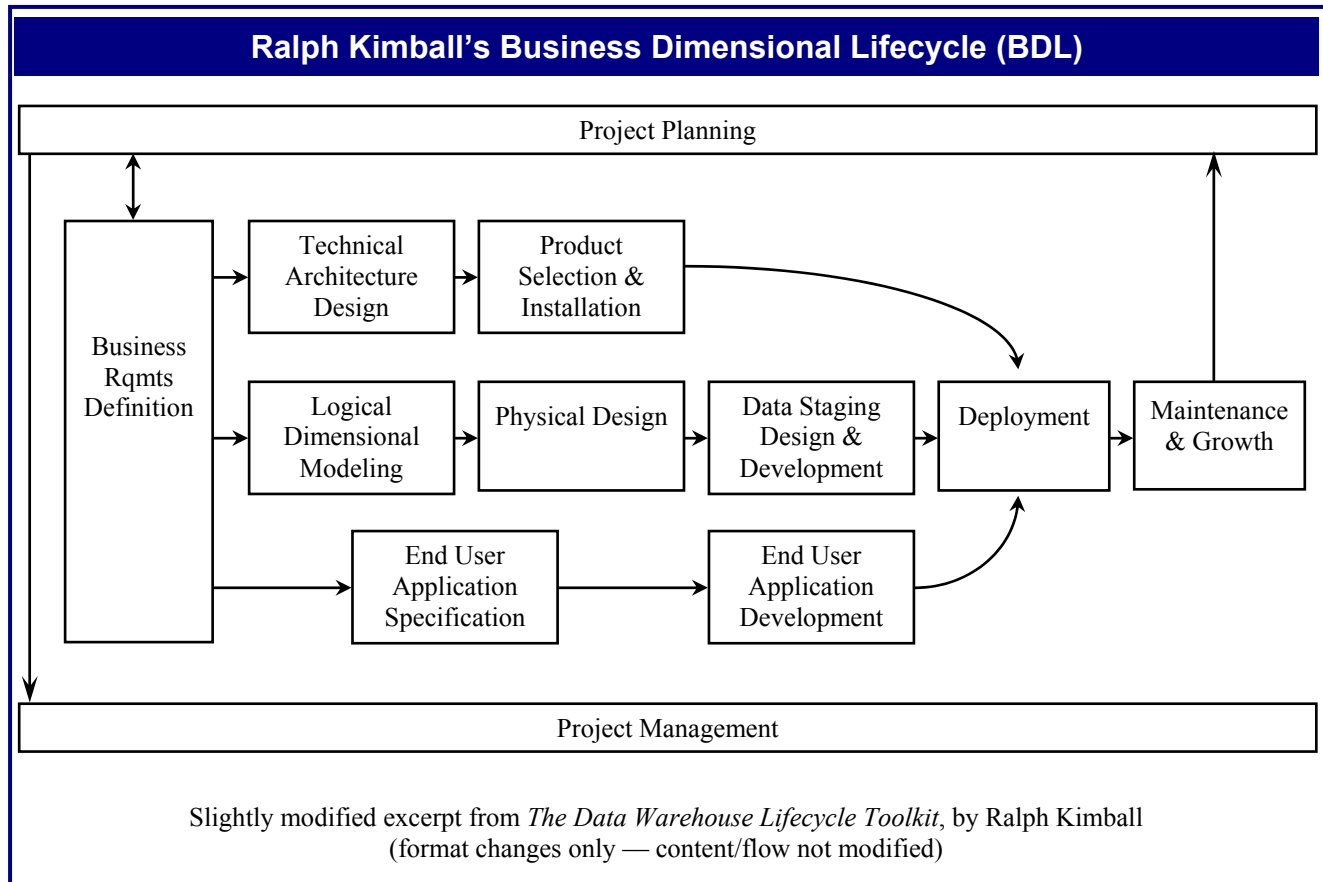 Ralph Kimball’s Business Dimensional Lifecycle (BDL)
Project Planning
Business
Rqmts
Definition
Technical
Architecture
Design
Product
Selection &
Installation
Logical
Dimensional
Modeling
Physical Design
Data Staging
Design &
Development
Deployment
Maintenance
& Growth
End User
Application
Specification
End User
Application
Development
Project Management
Slightly modified excerpt from The Data Warehouse Lifecycle Toolkit, by Ralph Kimball
(format changes only — content/flow not modified)